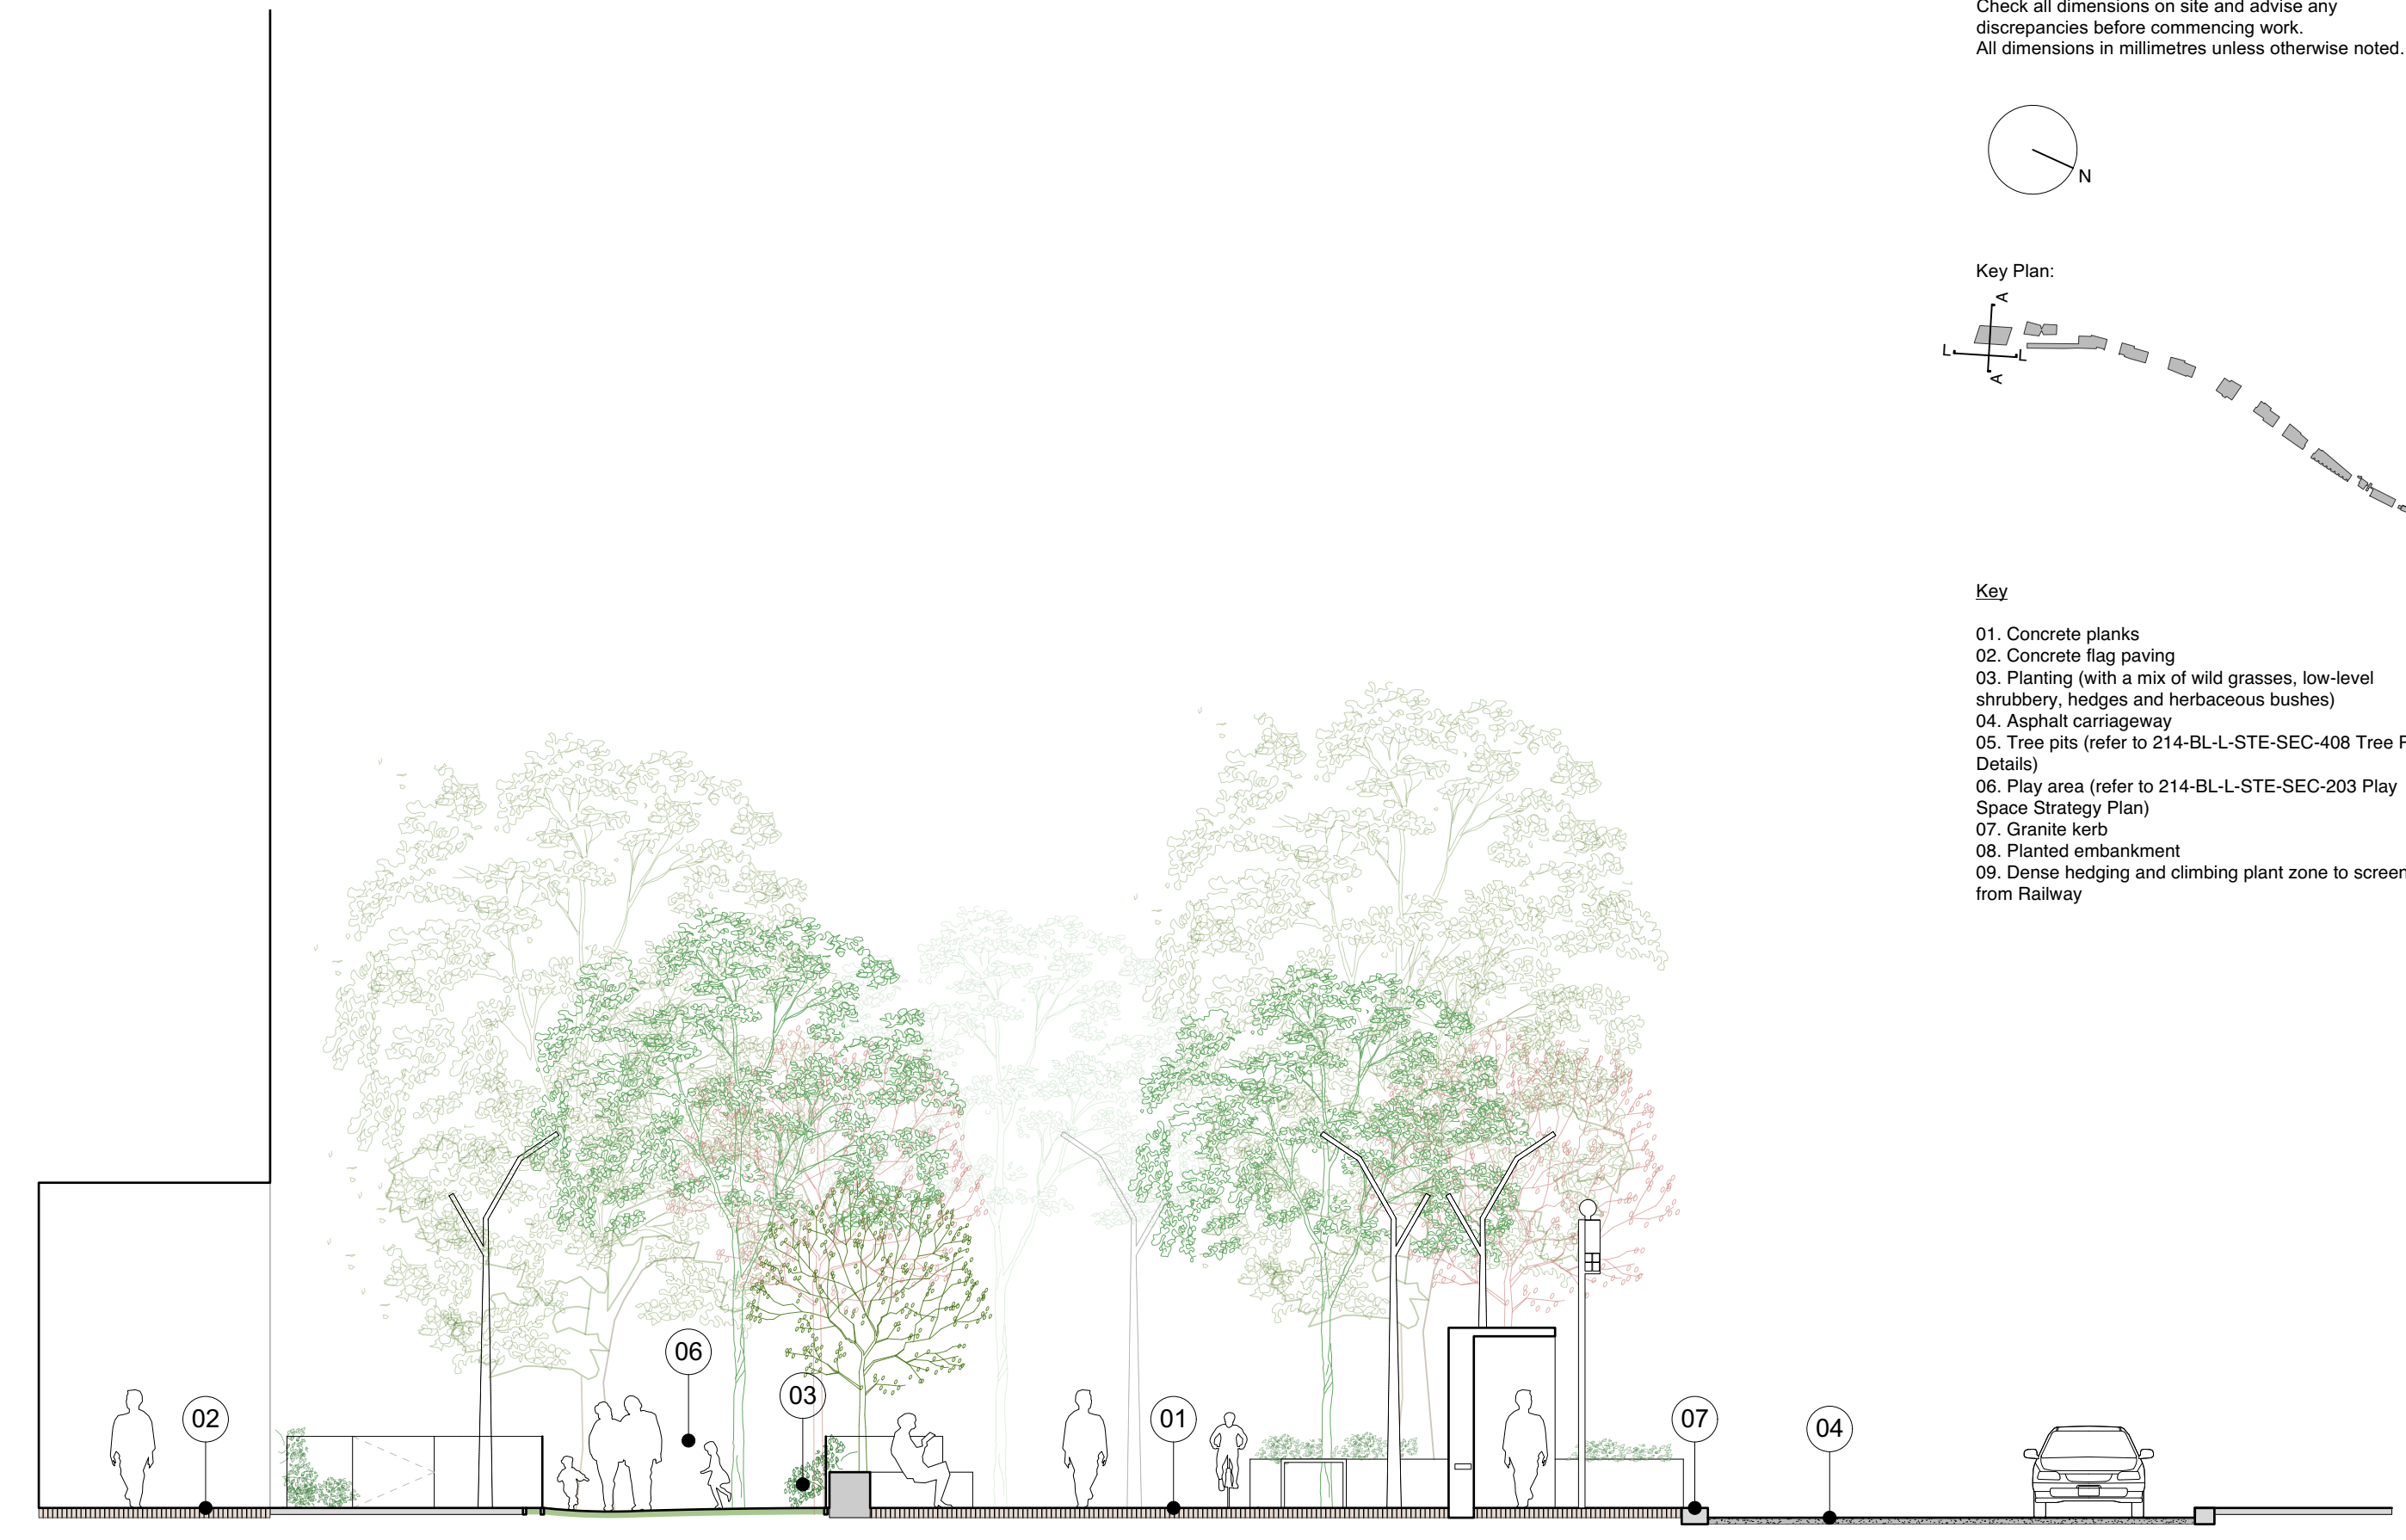 Check all dimensions on site and advise any
discrepancies before commencing work.
All dimensions in millimetres unless otherwise noted.
N
Key Plan:
A
L
L
A
Key
01. Concrete planks
02. Concrete flag paving
03. Planting (with a mix of wild grasses, low-level
shrubbery, hedges and herbaceous bushes)
04. Asphalt carriageway
05. Tree pits (refer to 214-BL-L-STE-SEC-408 Tree
Details)
06. Play area (refer to 214-BL-L-STE-SEC-203 Play
Space Strategy Plan)
07. Granite kerb
08. Planted embankment
09. Dense hedging and climbing plant zone to screen
from Railway
06
03
02
01
07
04